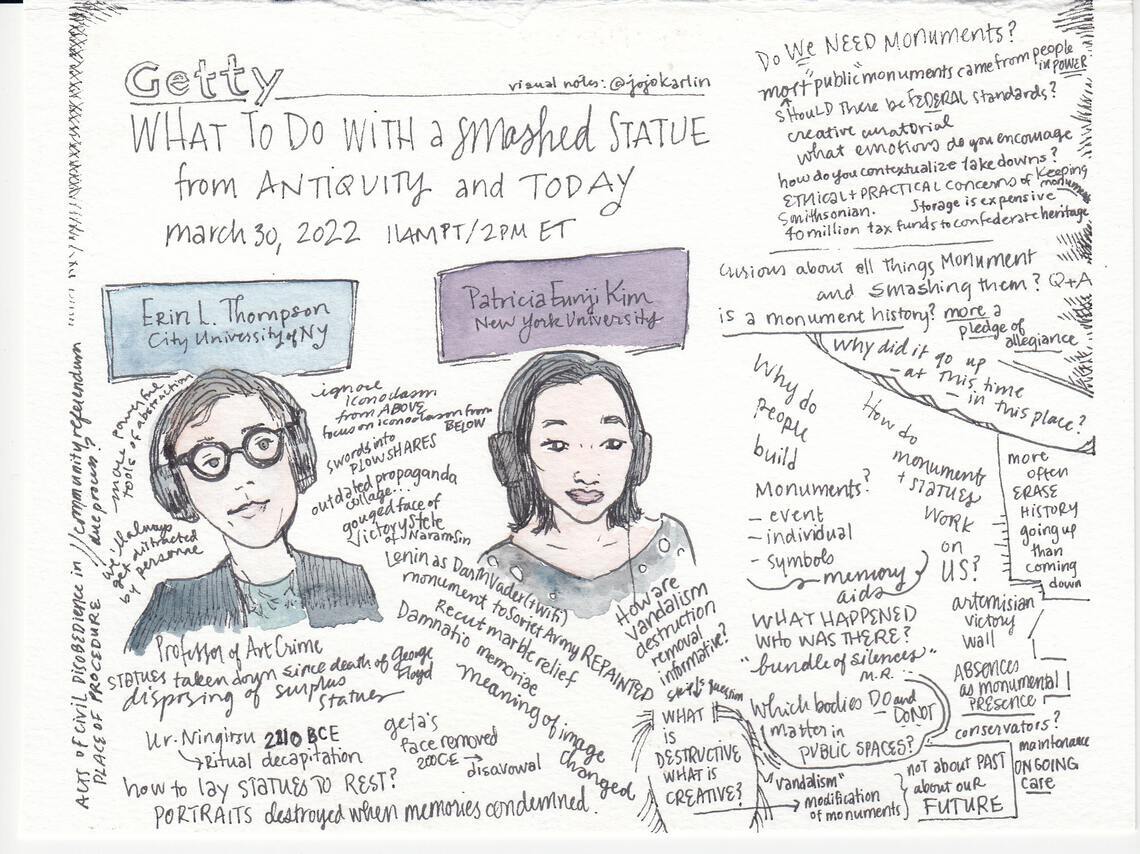 Getty
visual notes: @jojokarlin
WHAT TO DO WITH a SMASHED STATUE
from ANTIQUITY and TODAY
march 30, 2022 11AMPT/2PM ET
Erin L. Thompson
City University of NY
Patricia Eunji Kim
New York University
more powerful
tools of abstraction
we'll always
get distracted
by personae
ignore
iconoclasm
from ABOVE
focus on iconoclasm from
BELOW
swords into
PLOWSHARES
outdated propaganda
collage...
gouged face of
Victory Stele
of Naramsin
Lenin as Darth Vader (+wifi)
monument to Soviet Army REPAINTED
Recut marble relief
Damnatio memoriae
meaning of image
changed
Professor of Art Crime
STATUES taken down since death of George
Floyd
disposing of surplus
statues
Ur-Ningirsu 2110 BCE
Ritual decapitation
geta's
face removed
200CE → disavowal
how to lay STATUES TO REST?
PORTRAITS destroyed when memories condemned.
ACTS OF CIVIL DISOBEDIENCE in // community referendum
PLACE OF PROCEDURE // due process?
How are
vandalism
destruction
removal
informative?
question
WHAT
is
DESTRUCTIVE
WHAT is
CREATIVE?
Do WE NEED MONUMENTS?
most "public" monuments came from people
in POWER
SHOULD There be FEDERAL standards?
creative curatorial
what emotions do you encourage
how do you contextualize takedowns?
ETHICAL + PRACTICAL concerns of keeping
monuments
Smithsonian. Storage is expensive
40 million tax funds to confederate heritage
curious about all things Monument
and smashing them? Q+A
is a monument history? more a
pledge of
allegiance
Why did it go up
- at this time
- in this place?
Why do
people
build
Monuments?
- event
- individual
- symbols
memory
aids
How do
monuments
+ statues
WORK
on
US?
more
often
ERASE
HISTORY
going up
than
coming
down
WHAT HAPPENED
WHO WAS THERE?
"bundle of silences"
M.R.
artemisian
victory
wall
ABSENCES
as monumental
PRESENCE
Which bodies DO and
DO NOT
matter in
PUBLIC SPACES?
conservators?
maintenance
ONGOING
care
"vandalism"
→ modification
of monuments
not about PAST
about our
FUTURE